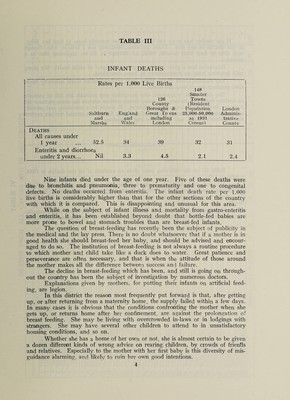 TABLE III
INFANT DEATHS
Rates per 1,000 Live Births
Saltburn and Marske
England and Wales
126 County Boroughs & Great Towns including London
148 Smaller Towns (Resident Population 25,000-50,000 at 1931 Census)
London Administrative County
DEATHS
All causes under
1 year ... 52.5 34 39 32 31
Enteritis and diarrhoea
under 2 years... Nil 3.3 4.5 2.1 2.4
Nine infants died under the age of one year. Five of these deaths were
due to bronchitis and pneumonia, three to prematurity and one to congenital
defects. No deaths occurred from enteritis. The infant death rate per 1,000
live births is considerably higher than that for the other sections of the country
with which it is compared. This is disappointing and unusual for this area.
While on the subject of infant illness and mortality from gastro-enteritis
and enteritis, it has been established beyond doubt that bottle-fed babies are
more prone to bowel and stomach troubles than are breast-fed infants.
The question of breast-feeding has recently been the subject of publicity in
the medical and the lay press. There is no doubt whatsoever that if a mother is in
good health she should breast-feed her baby, and should be advised and encour-
aged to do so. The institution of breast-feeding is not always a routine procedure
to which mother and child take like a duck does to water. Great patience and
perseverance are often necessary, and that is when the attitude of those around
the mother makes all the difference between success and failure.
The decline in breast-feeding which has been, and still is going on through-
out the country has been the subject of investigation by numerous doctors.
Explanations given by mothers, for putting their infants on artificial feed-
ing, are legion.
In this district the reason most frequently put forward is that, after getting
up, or after returning from a maternity home, the supply failed within a few days.
In many cases it is obvious that the conditions confronting the mother when she
gets up, or returns home after her confinement, are against the prolongation of
breast feeding. She may be living with overcrowded in-laws or in lodgings with
strangers. She may have several other children to attend to in unsatisfactory
housing conditions, and so on.
Whether she has a home of her own or not, she is almost certain to be given
a dozen different kinds of wrong advice on rearing children, by crowds of friends
and relatives. Especially to the mother with her first baby is this diversity of mis-
guidance alarming, and likely to ruin her own good intentions.
4